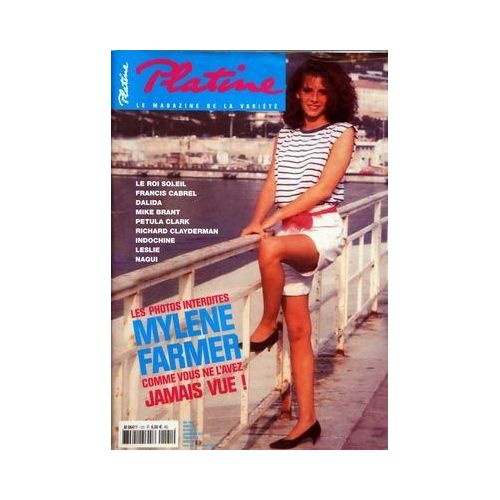 Platine
Platine
LE MAGAZINE DE LA VARIÉTÉ
LE ROI SOLEIL
FRANCIS CABREL
DALIDA
MIKE BRANT
PETULA CLARK
RICHARD CLAYDERMAN
INDOCHINE
LESLIE
NAGUI
LES PHOTOS INTERDITES
MYLENE
FARMER
COMME VOUS NE L'AVEZ
JAMAIS VUE !